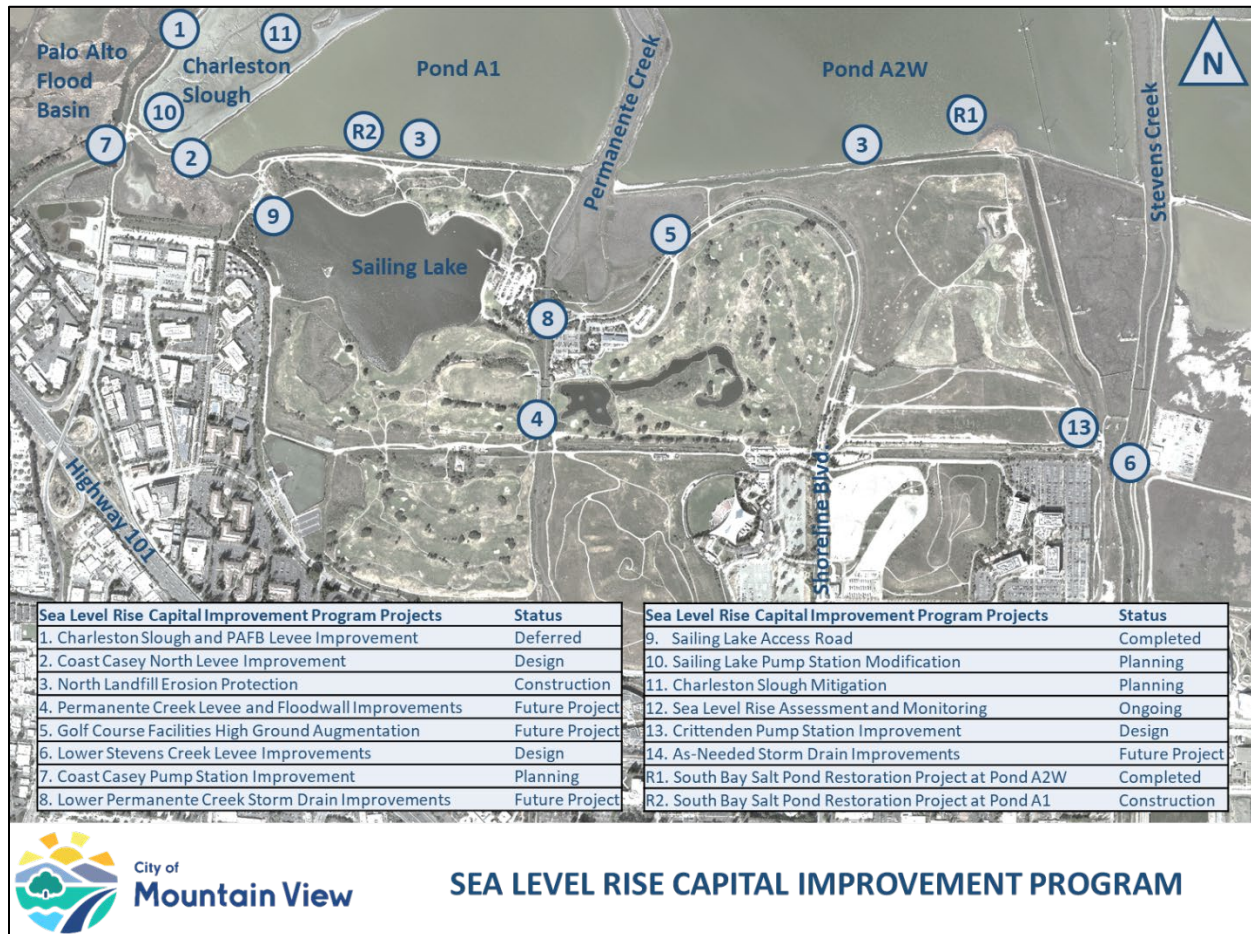 1
11
N
Palo Alto
Flood
Basin
Charleston
Slough
Pond A1
Permanente Creek
Pond A2W
Stevens Creek
10
R2
3
R1
3
7
2
9
5
Sailing Lake
8
4
13
6
Highway 101
Shoreline Blvd
Sea Level Rise Capital Improvement Program Projects Status
1. Charleston Slough and PAFB Levee Improvement Deferred
2. Coast Casey North Levee Improvement Design
3. North Landfill Erosion Protection Construction
4. Permanente Creek Levee and Floodwall Improvements Future Project
5. Golf Course Facilities High Ground Augmentation Future Project
6. Lower Stevens Creek Levee Improvements Design
7. Coast Casey Pump Station Improvement Planning
8. Lower Permanente Creek Storm Drain Improvements Future Project
Sea Level Rise Capital Improvement Program Projects Status
9. Sailing Lake Access Road Completed
10. Sailing Lake Pump Station Modification Planning
11. Charleston Slough Mitigation Planning
12. Sea Level Rise Assessment and Monitoring Ongoing
13. Crittenden Pump Station Improvement Design
14. As-Needed Storm Drain Improvements Future Project
R1. South Bay Salt Pond Restoration Project at Pond A2W Completed
R2. South Bay Salt Pond Restoration Project at Pond A1 Construction
City of
Mountain View
SEA LEVEL RISE CAPITAL IMPROVEMENT PROGRAM